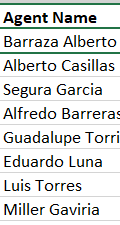 Agent Name
Barraza Alberto
Alberto Casillas
Segura Garcia
Alfredo Barreras
Guadalupe Torri
Eduardo Luna
Luis Torres
Miller Gaviria